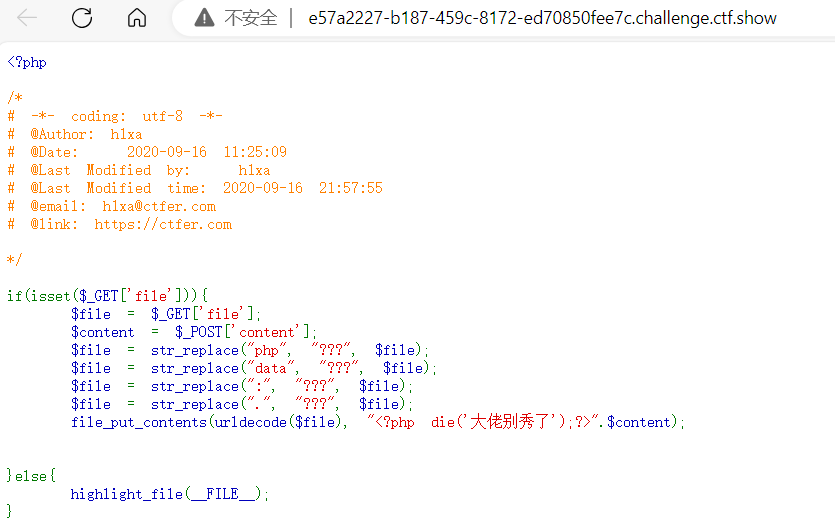 不安全 | e57a2227-b187-459c-8172-ed70850fee7c.challenge.ctf.show
<?php
/*
# -*- coding: utf-8 -*-
# @Author: h1xa
# @Date:   2020-09-16 11:25:09
# @Last Modified by:   h1xa
# @Last Modified time: 2020-09-16 21:57:55
# @email: h1xa@ctfer.com
# @link: https://ctfer.com
*/
if(isset($_GET['file'])){
    $file = $_GET['file'];
    $content = $_POST['content'];
    $file = str_replace("php", "???", $file);
    $file = str_replace("data", "???", $file);
    $file = str_replace(":", "???", $file);
    $file = str_replace(".", "???", $file);
    file_put_contents(urldecode($file), "<?php die('大佬别秀了');?>".$content);
}else{
    highlight_file(__FILE__);
}